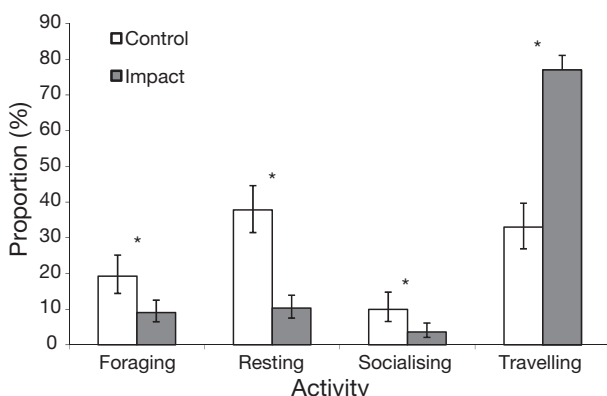 90
80
70
60
50
40
30
20
10
0
Proportion (%)
Control
Impact
*
*
*
*
Foraging
Resting
Socialising
Travelling
Activity